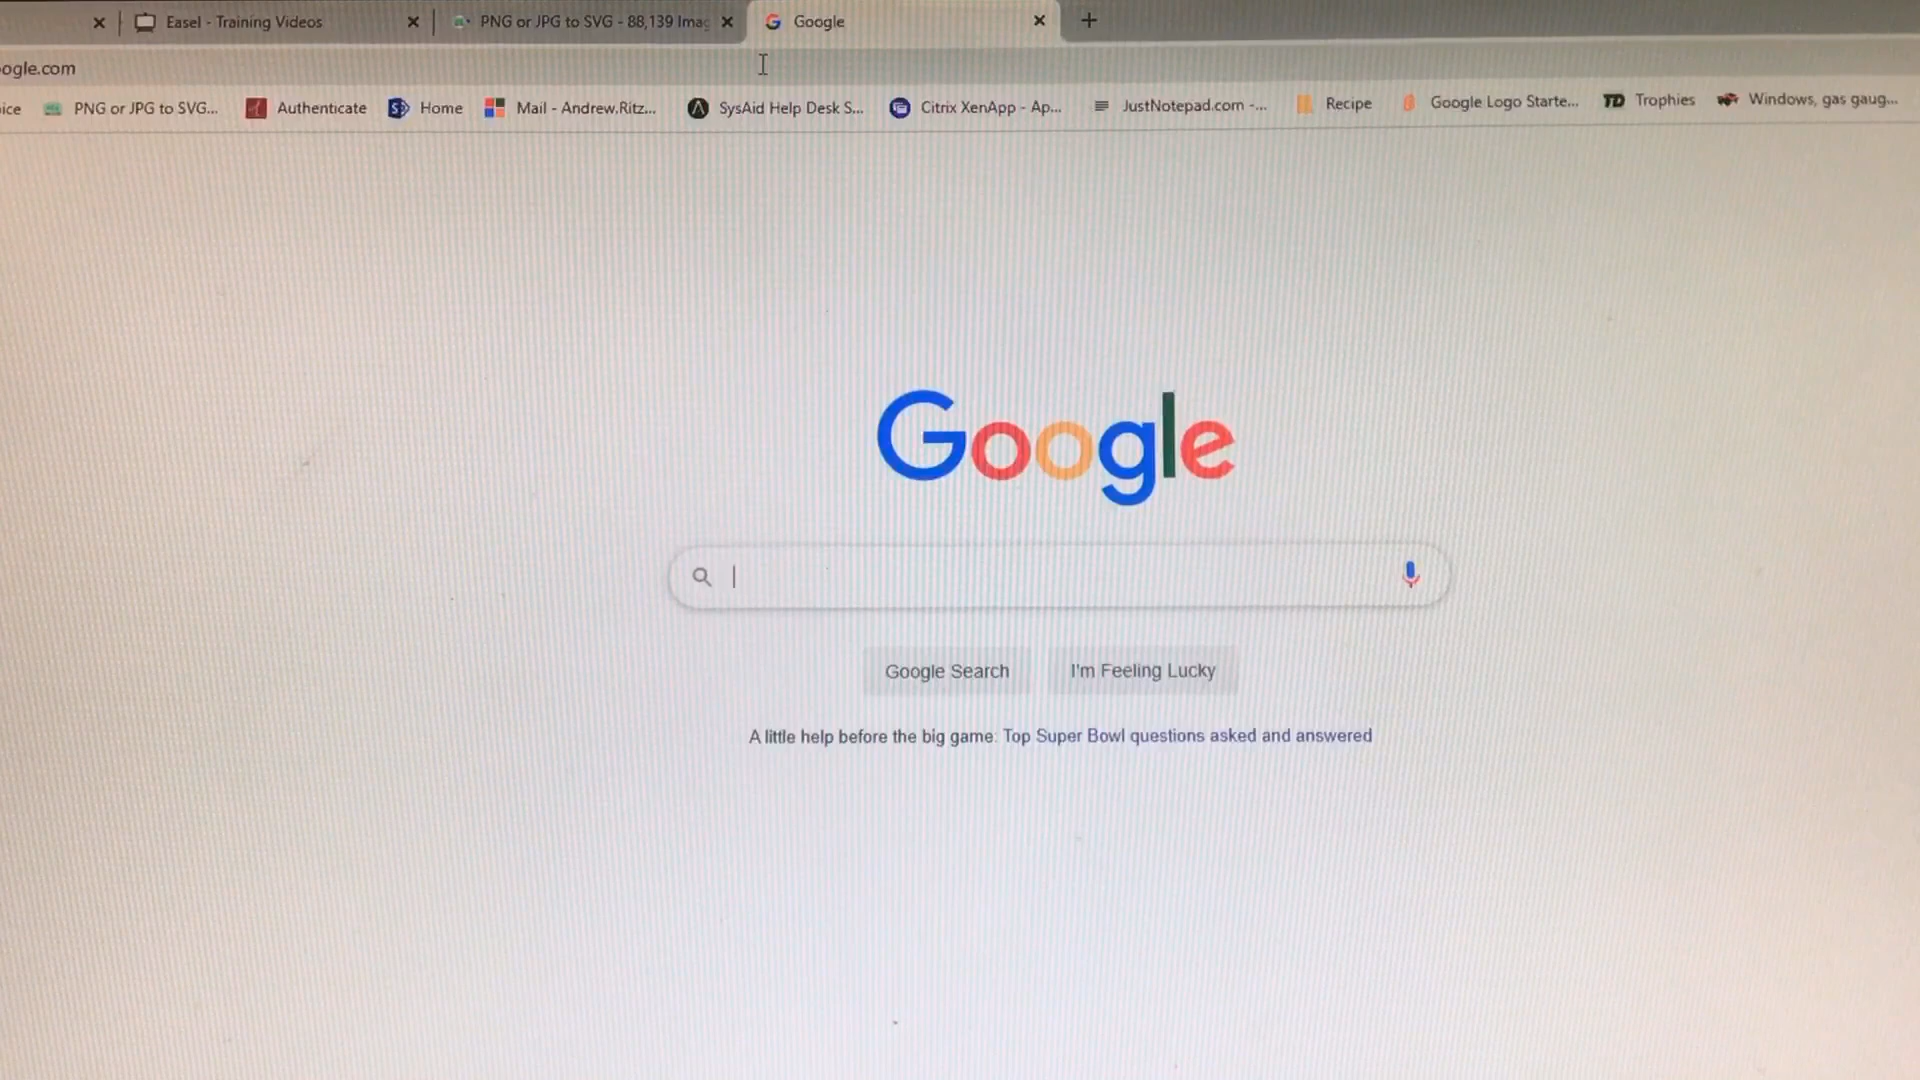 Easel - Training Videos
PNG or JPG to SVG - 88,139 Imag
Google
ogle.com
ice
PNG or JPG to SVG...
Authenticate
Home
Mail - Andrew.Ritz...
SysAid Help Desk S...
Citrix XenApp - Ap...
JustNotepad.com -...
Recipe
Google Logo Starte...
TD Trophies
Windows, gas gaug...
Google
Google Search
I'm Feeling Lucky
A little help before the big game: Top Super Bowl questions asked and answered